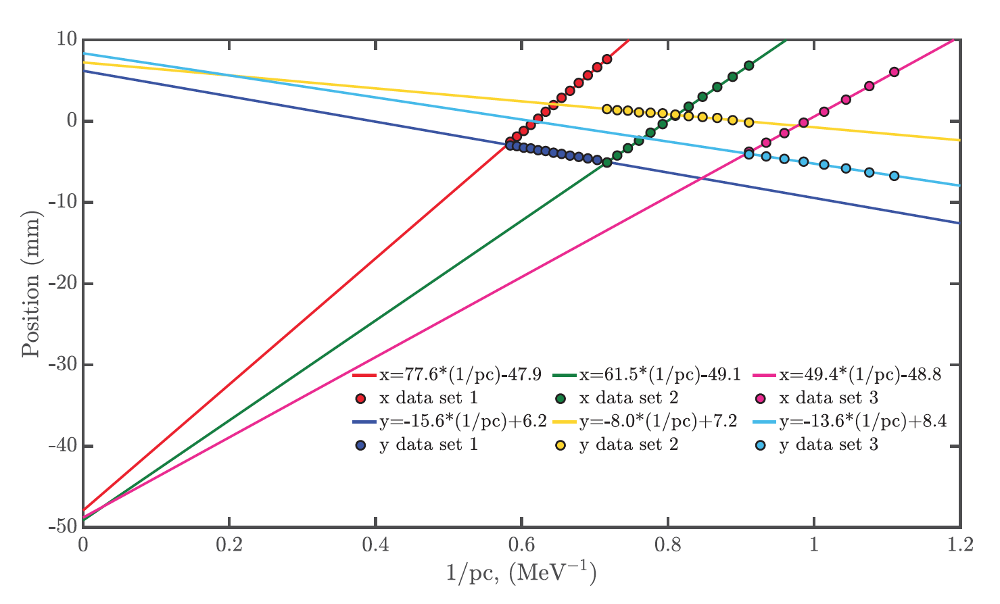 10
0
-10
-20
-30
-40
-50
Position (mm)
x=77.6*(1/pc)-47.9
x data set 1
y=-15.6*(1/pc)+6.2
y data set 1
x=61.5*(1/pc)-49.1
x data set 2
y=-8.0*(1/pc)+7.2
y data set 2
x=49.4*(1/pc)-48.8
x data set 3
y=-13.6*(1/pc)+8.4
y data set 3
0 0.2 0.4 0.6 0.8 1 1.2
1/pc, (MeV⁻¹)